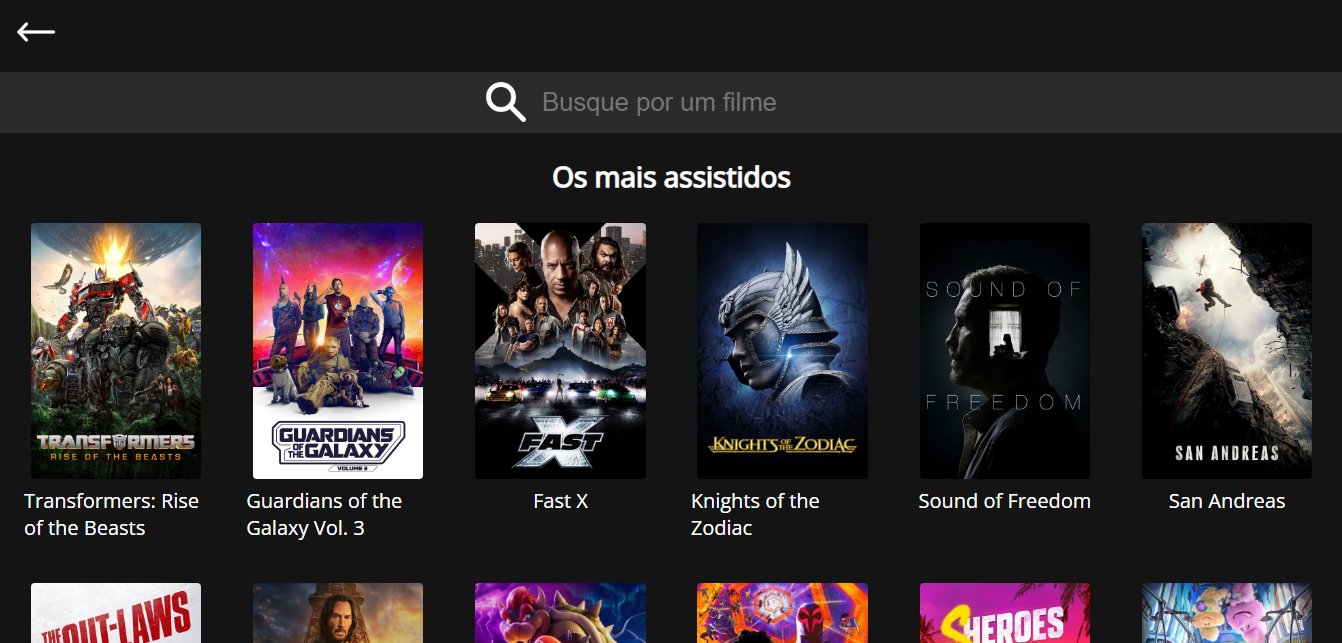 Busque por um filme
Os mais assistidos
TRANSFORMERS
RISE OF THE BEASTS
GUARDIANS
OF THE
GALAXY
VOLUME 3
FAST
X
KNIGHTS OF THE ZODIAC
SOUND OF
FREEDOM
SAN ANDREAS
Transformers: Rise
of the Beasts
Guardians of the
Galaxy Vol. 3
Fast X
Knights of the
Zodiac
Sound of Freedom
San Andreas
THE OUT-LAWS
HEROES